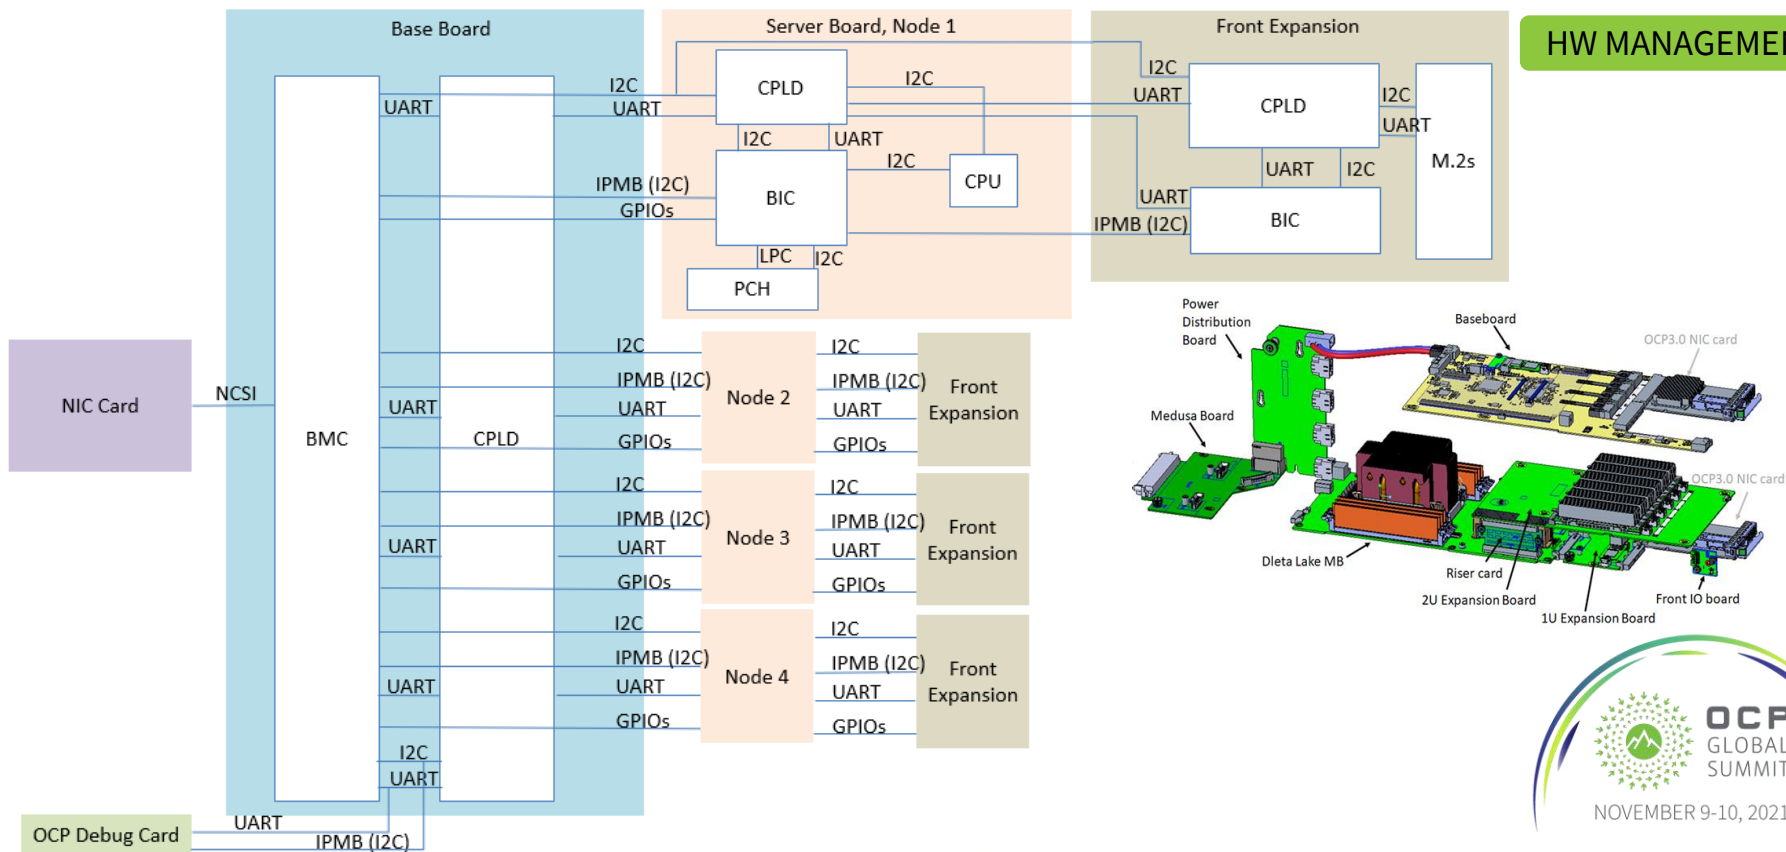 Base Board
Server Board, Node 1
Front Expansion
HW MANAGEMEN
BMC
CPLD
UART
I2C
UART
CPLD
I2C
I2C
UART
BIC
I2C
CPU
IPMB (I2C)
GPIOs
LPC
I2C
PCH
I2C
UART
CPLD
I2C
UART
M.2s
UART
I2C
UART
IPMB (I2C)
BIC
NIC Card
NCSI
I2C
IPMB (I2C)
UART
UART
GPIOs
Node 2
I2C
IPMB (I2C)
UART
GPIOs
Front
Expansion
I2C
IPMB (I2C)
UART
UART
GPIOs
Node 3
I2C
IPMB (I2C)
UART
GPIOs
Front
Expansion
I2C
IPMB (I2C)
UART
UART
GPIOs
Node 4
I2C
IPMB (I2C)
UART
GPIOs
Front
Expansion
I2C
UART
OCP Debug Card
UART
IPMB (I2C)
Power
Distribution
Board
Baseboard
OCP3.0 NIC card
Medusa Board
OCP3.0 NIC card
Dleta Lake MB
Riser card
2U Expansion Board
1U Expansion Board
Front IO board
OCP
GLOBAL
SUMMIT
NOVEMBER 9-10, 2021